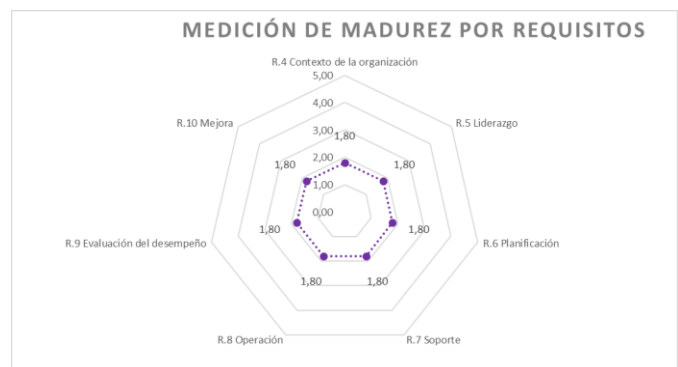 MEDICIÓN DE MADUREZ POR REQUISITOS
R.4 Contexto de la organización
5,00
R.10 Mejora
4,00
R.5 Liderazgo
3,00
1,80
1,80
2,00
1,80
1,00
0,00
1,80
1,80
R.9 Evaluación del desempeño
R.6 Planificación
1,80
1,80
R.8 Operación
R.7 Soporte